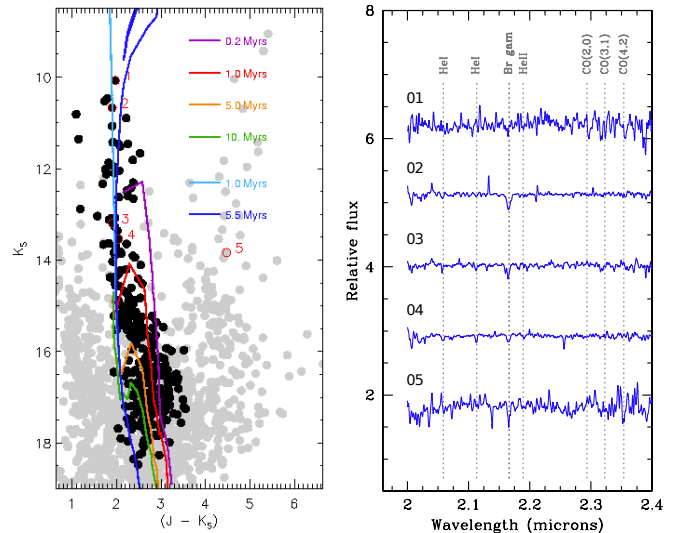 0.2 Myrs
1.0 Myrs
5.0 Myrs
10. Myrs
1.0 Myrs
5.5 Myrs
1
2
3
4
5
10
12
14
16
18
K_s
1 2 3 4 5 6
(J - K_s)
HeI
HeI
Br gam
HeII
CO(2,0)
CO(3,1)
CO(4,2)
01
02
03
04
05
8
6
4
2
Relative flux
2 2.1 2.2 2.3 2.4
Wavelength (microns)